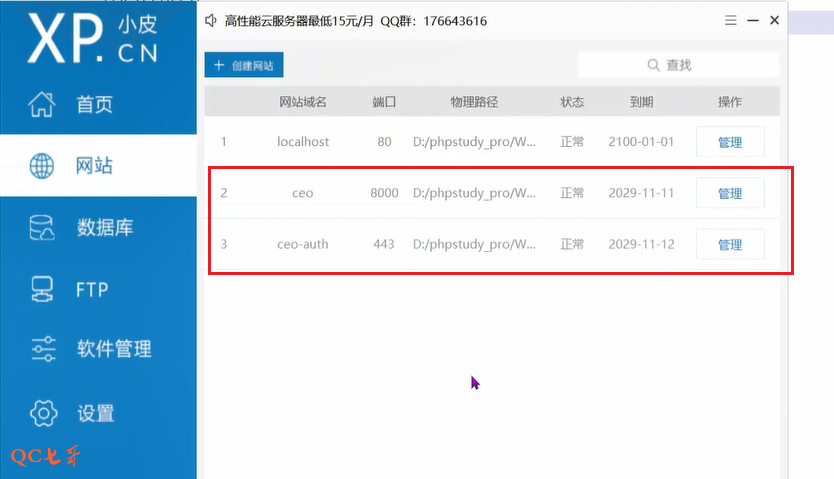 XP.CN 小皮
高性能云服务器最低15元/月 QQ群：176643616
首页
网站
数据库
FTP
软件管理
设置
QC七哥
+ 创建网站
查找
网站域名 端口 物理路径 状态 到期 操作
1 localhost 80 D:/phpstudy_pro/W... 正常 2100-01-01 管理
2 ceo 8000 D:/phpstudy_pro/W... 正常 2029-11-11 管理
3 ceo-auth 443 D:/phpstudy_pro/W... 正常 2029-11-12 管理